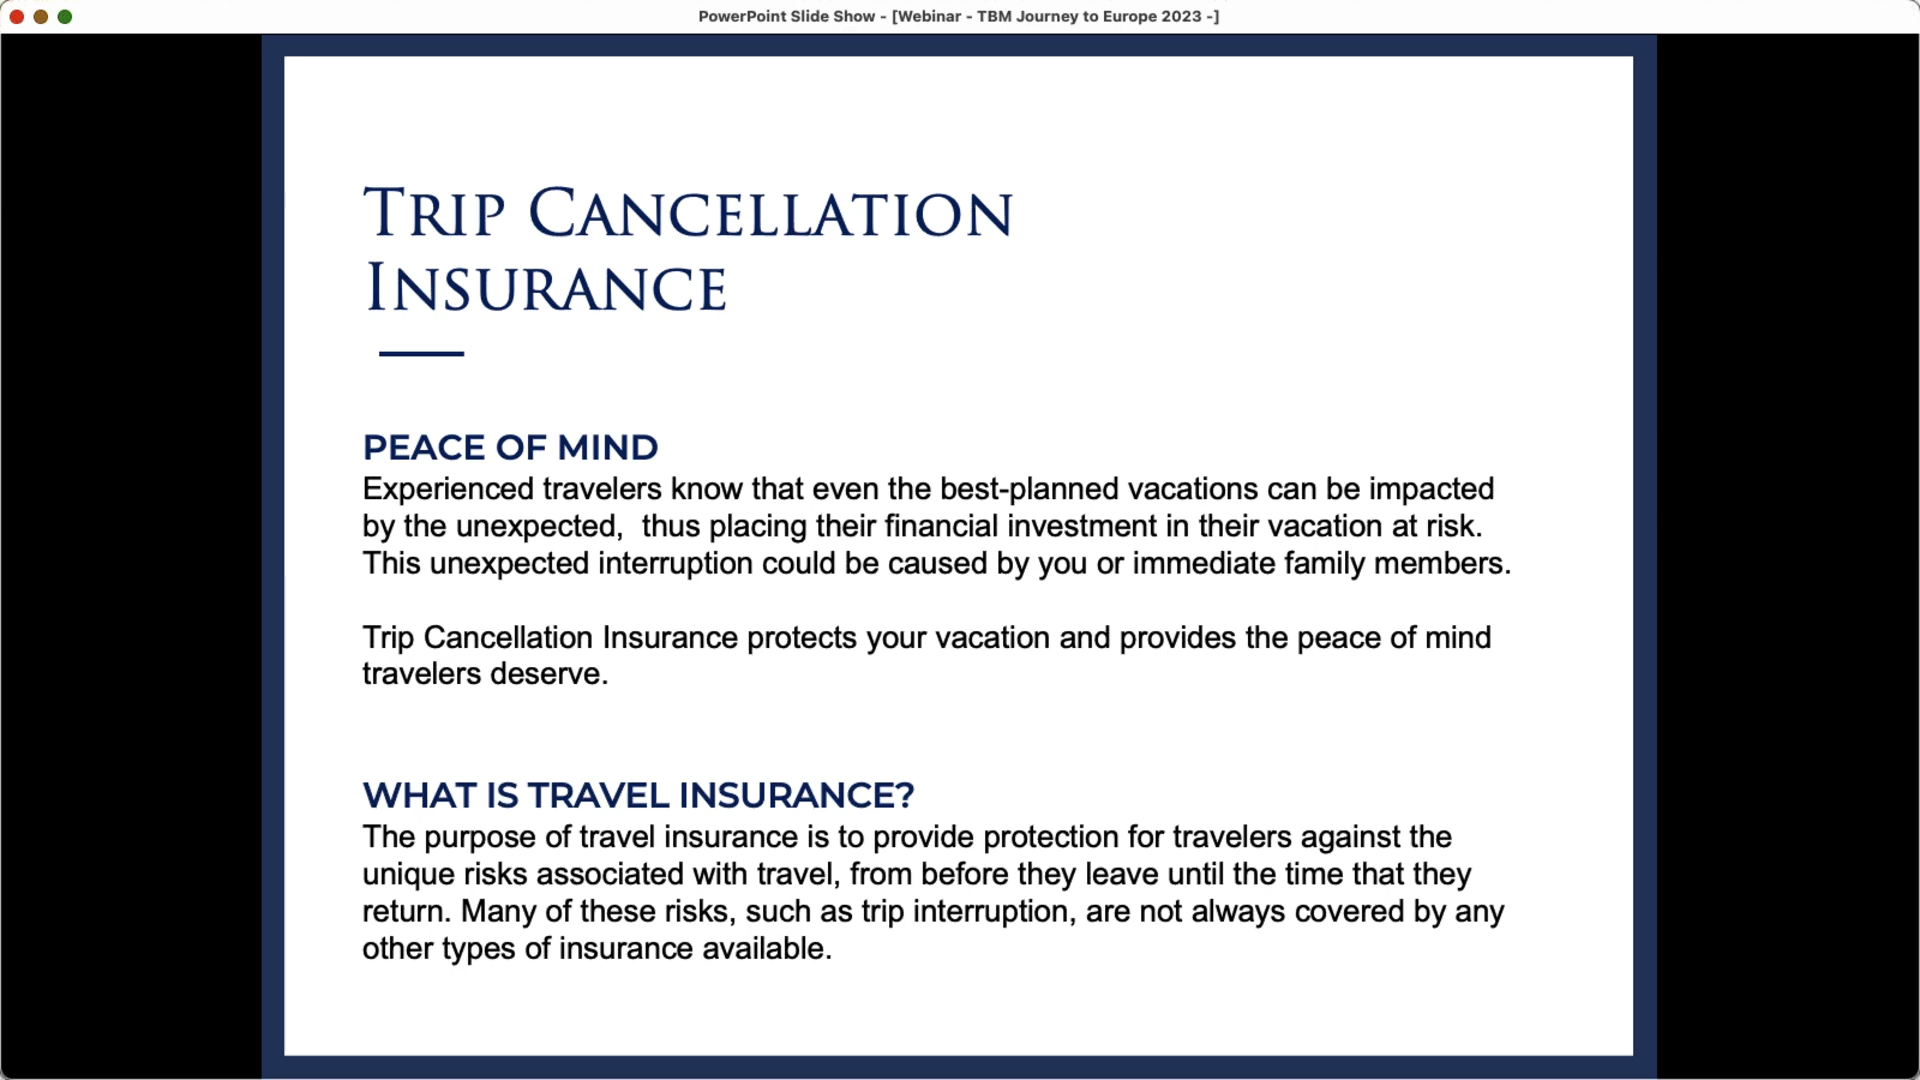 PowerPoint Slide Show - [Webinar - TBM Journey to Europe 2023 -]
TRIP CANCELLATION
INSURANCE
PEACE OF MIND
Experienced travelers know that even the best-planned vacations can be impacted
by the unexpected,  thus placing their financial investment in their vacation at risk.
This unexpected interruption could be caused by you or immediate family members.
Trip Cancellation Insurance protects your vacation and provides the peace of mind
travelers deserve.
WHAT IS TRAVEL INSURANCE?
The purpose of travel insurance is to provide protection for travelers against the
unique risks associated with travel, from before they leave until the time that they
return. Many of these risks, such as trip interruption, are not always covered by any
other types of insurance available.